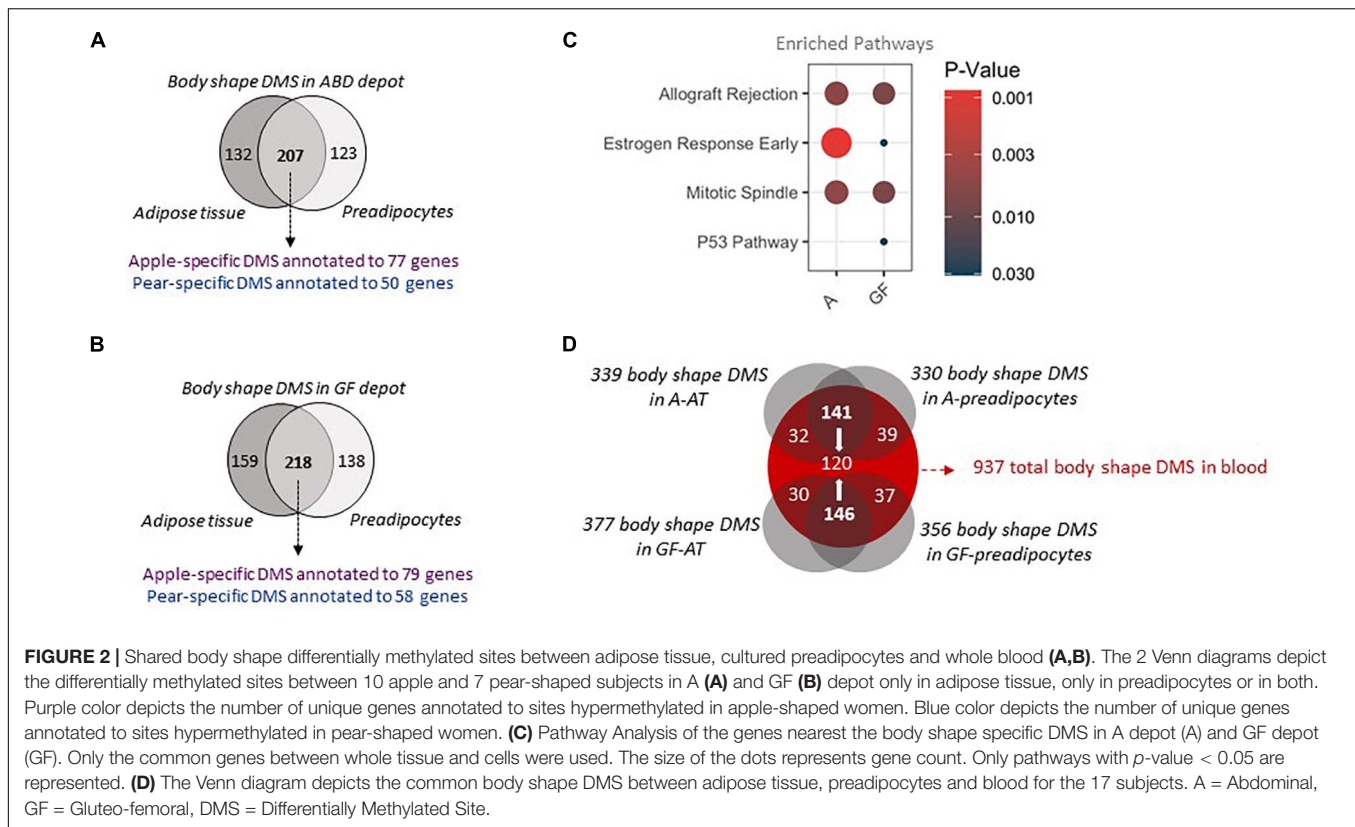 A
Body shape DMS in ABD depot
132
207
123
Adipose tissue
Preadipocytes
Apple-specific DMS annotated to 77 genes
Pear-specific DMS annotated to 50 genes
B
Body shape DMS in GF depot
159
218
138
Adipose tissue
Preadipocytes
Apple-specific DMS annotated to 79 genes
Pear-specific DMS annotated to 58 genes
C
Enriched Pathways
Allograft Rejection
Estrogen Response Early
Mitotic Spindle
P53 Pathway
A
GF
P-Value
0.001
0.003
0.010
0.030
D
339 body shape DMS
in A-AT
330 body shape DMS
in A-preadipocytes
141
32
39
120
937 total body shape DMS in blood
30
37
146
377 body shape DMS
in GF-AT
356 body shape DMS
in GF-preadipocytes
FIGURE 2 | Shared body shape differentially methylated sites between adipose tissue, cultured preadipocytes and whole blood (A,B). The 2 Venn diagrams depict
the differentially methylated sites between 10 apple and 7 pear-shaped subjects in A (A) and GF (B) depot only in adipose tissue, only in preadipocytes or in both.
Purple color depicts the number of unique genes annotated to sites hypermethylated in apple-shaped women. Blue color depicts the number of unique genes
annotated to sites hypermethylated in pear-shaped women. (C) Pathway Analysis of the genes nearest the body shape specific DMS in A depot (A) and GF depot
(GF). Only the common genes between whole tissue and cells were used. The size of the dots represents gene count. Only pathways with p-value < 0.05 are
represented. (D) The Venn diagram depicts the common body shape DMS between adipose tissue, preadipocytes and blood for the 17 subjects. A = Abdominal,
GF = Gluteo-femoral, DMS = Differentially Methylated Site.